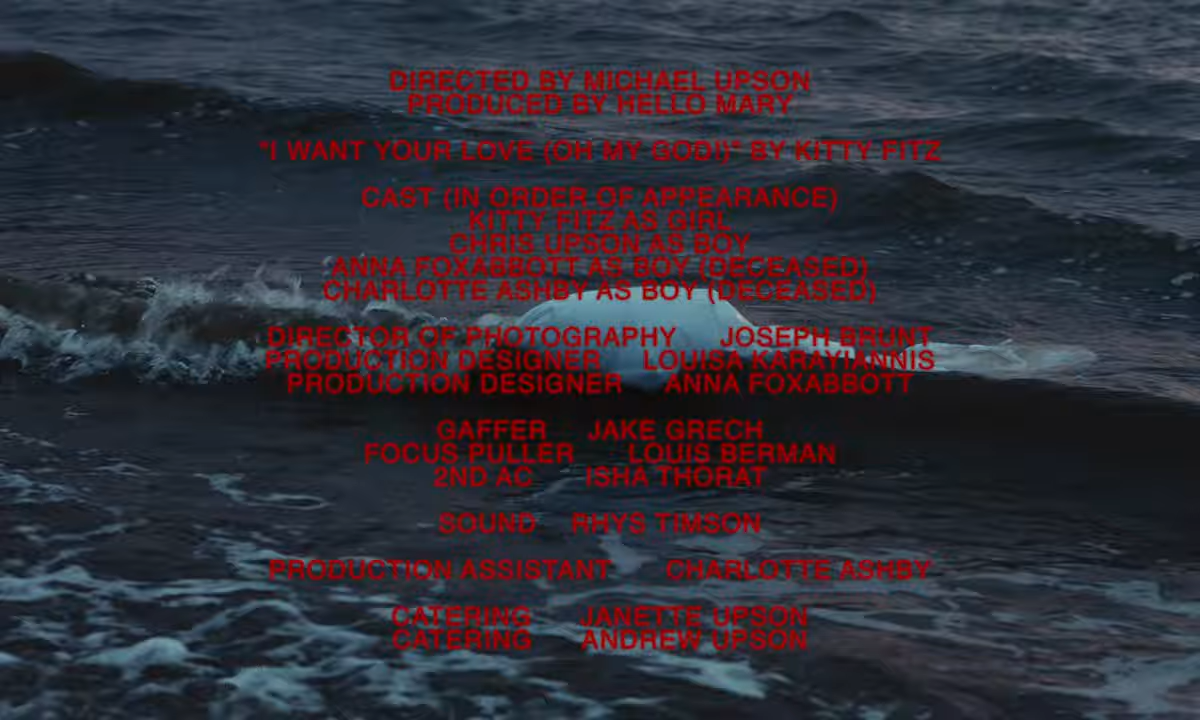 DIRECTED BY MICHAEL UPSON
PRODUCED BY HELLO MARY
"I WANT YOUR LOVE (OH MY GOD!)" BY KITTY FITZ
CAST (IN ORDER OF APPEARANCE)
KITTY FITZ AS GIRL
CHRIS UPSON AS BOY
ANNA FOXABBOTT AS BOY (DECEASED)
CHARLOTTE ASHBY AS BOY (DECEASED)
DIRECTOR OF PHOTOGRAPHY JOSEPH BRUNT
PRODUCTION DESIGNER LOUISA KARAYIANNIS
PRODUCTION DESIGNER ANNA FOXABBOTT
GAFFER JAKE GRECH
FOCUS PULLER LOUIS BERMAN
2ND AC ISHA THORAT
SOUND RHYS TIMSON
PRODUCTION ASSISTANT CHARLOTTE ASHBY
CATERING JANETTE UPSON
CATERING ANDREW UPSON